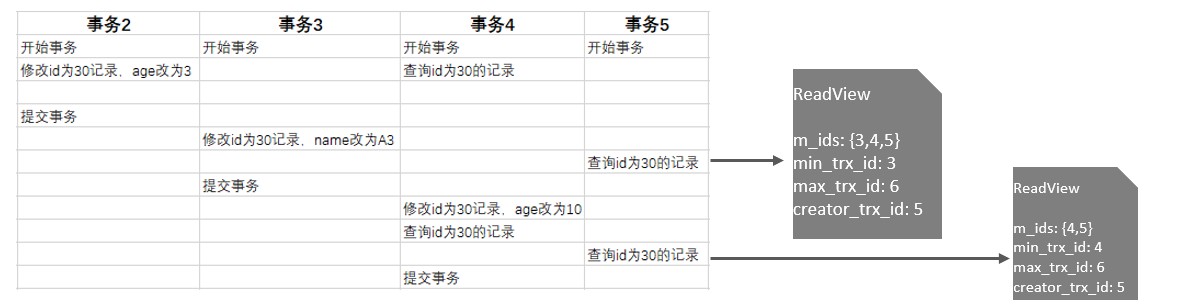 事务2 事务3 事务4 事务5
开始事务 开始事务 开始事务 开始事务
修改id为30记录，age改为3 查询id为30的记录
提交事务
修改id为30记录，name改为A3
查询id为30的记录
提交事务
修改id为30记录，age改为10
查询id为30的记录
查询id为30的记录
提交事务
ReadView
m_ids: {3,4,5}
min_trx_id: 3
max_trx_id: 6
creator_trx_id: 5
ReadView
m_ids: {4,5}
min_trx_id: 4
max_trx_id: 6
creator_trx_id: 5